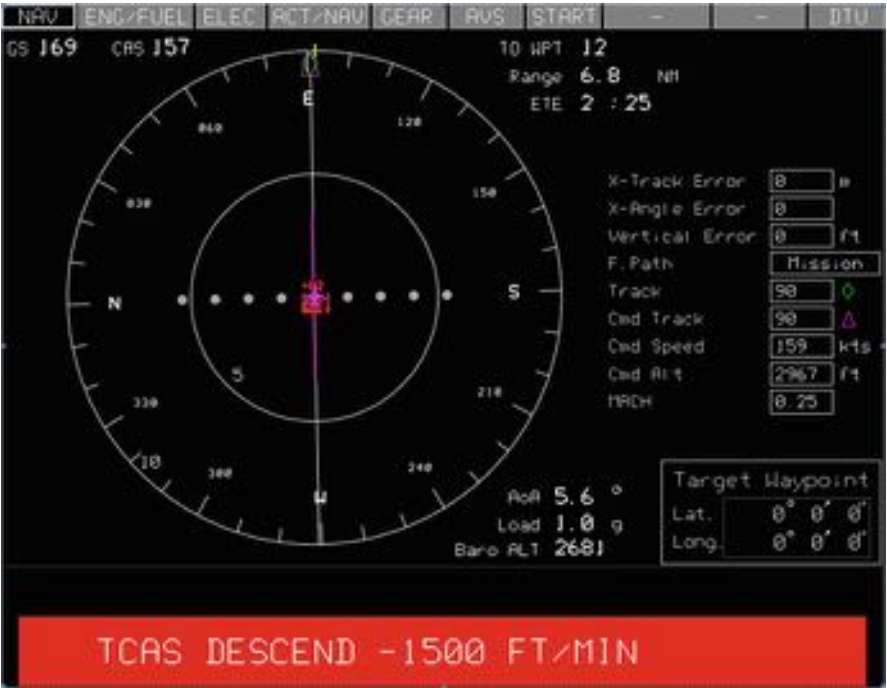 NAV ENG/FUEL ELEC ACT/NAV GEAR AVS START - - DTU
GS 169 CAS 157
TO WPT 12
Range 6.8 NM
ETE 2 : 25
E
060
120
030
150
X-Track Error 0 m
X-Angle Error 0
Vertical Error 0 ft
F.Path Mission
N
S
Track 90
Cmd Track 90
Cmd Speed 159 kts
5
Cmd Alt 2967 ft
330
210
MACH 0.25
10
300
240
W
AoA 5.6 °
Load 1.0 g
Baro ALT 2681
Target Waypoint
Lat. 0° 0' 0"
Long. 0° 0' 0"
TCAS DESCEND -1500 FT/MIN